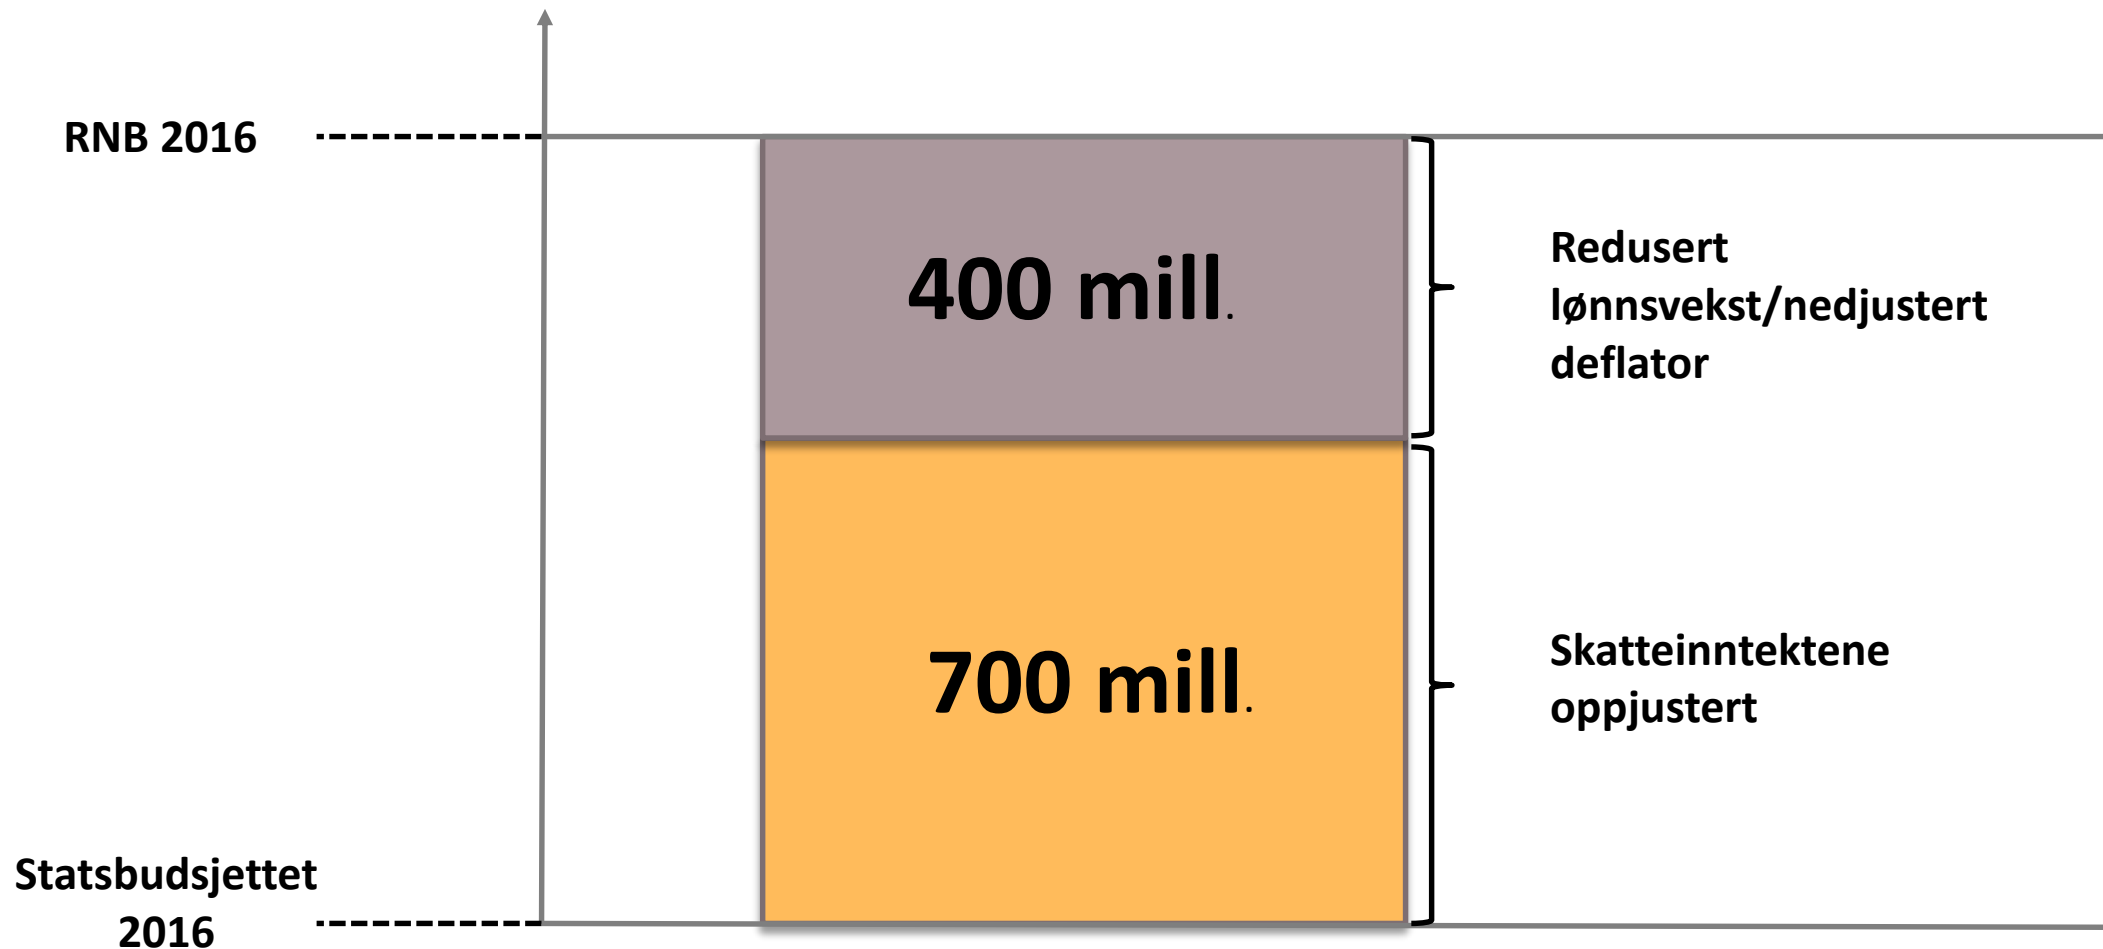 RNB 2016
400 mill.
Redusert
lønnsvekst/nedjustert
deflator
700 mill.
Skatteinntektene
oppjustert
Statsbudsjettet
2016